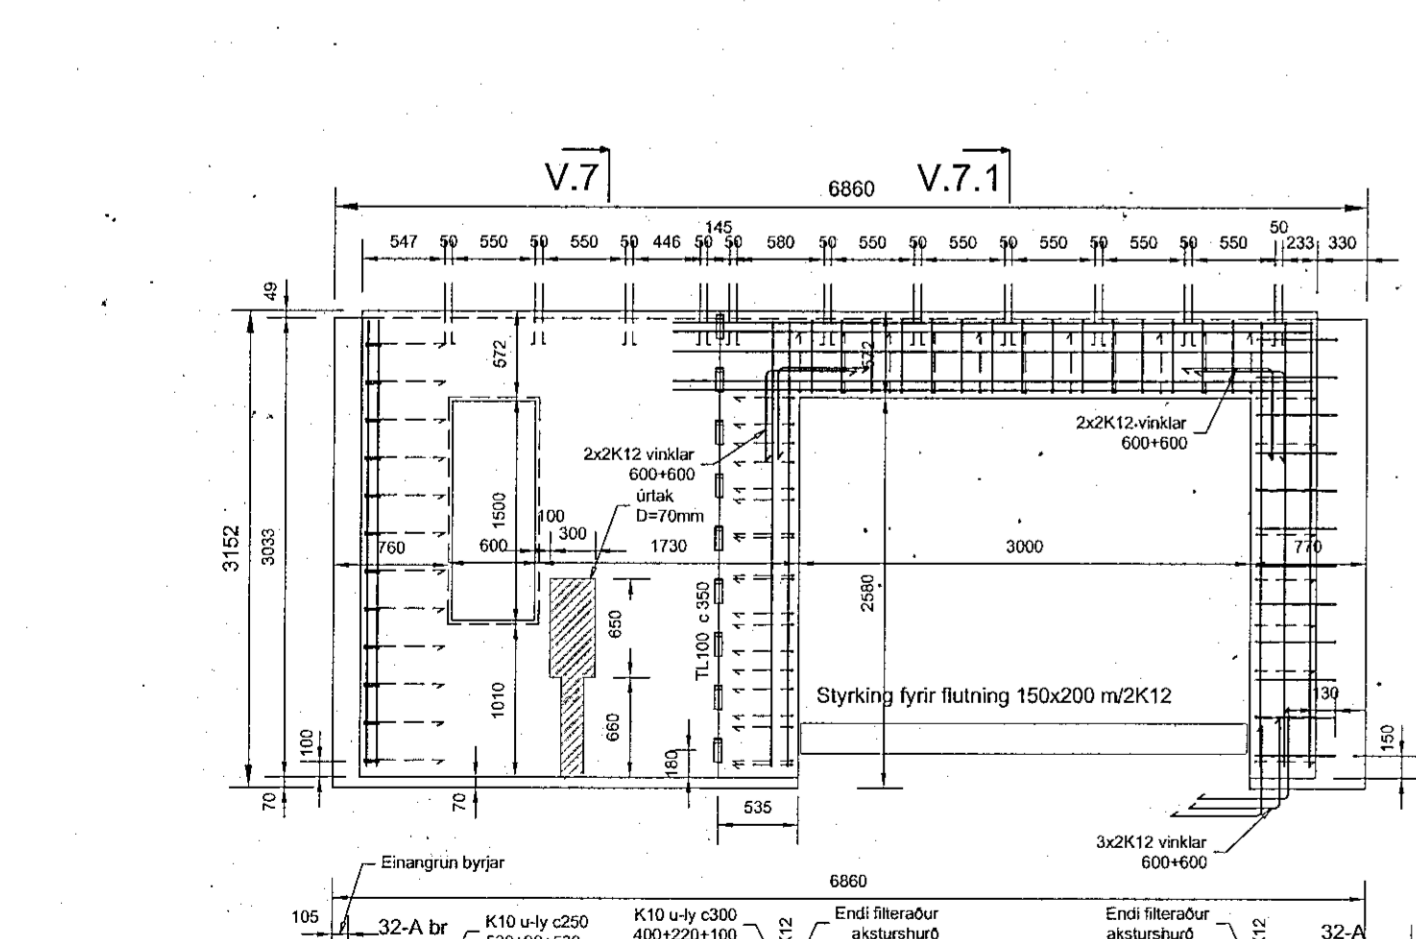 V.7
V.7.1
6860
145
50
547 50 550 50 550 50 446 50 50 580 50 550 50 550 50 550 50 550 50 550 233 330
49
572
572
2x2K12 vinklar
600+600
2x2K12 vinklar
600+600
úrtak
D=70mm
1500
100
300
3152
3033
760
600
1730
3000
770
2580
650
TL100 c 350
Styrking fyrir flutning 150x200 m/2K12
130
1010
660
100
180
150
70
70
535
3x2K12 vinklar
600+600
Einangrun byrjar
6860
105
32-A br
K10 u-ly c250
K10 u-ly c300
400+220+100
K12
Endi filteraður
aksturshurð
Endi filteraður
aksturshurð
K12
32-A